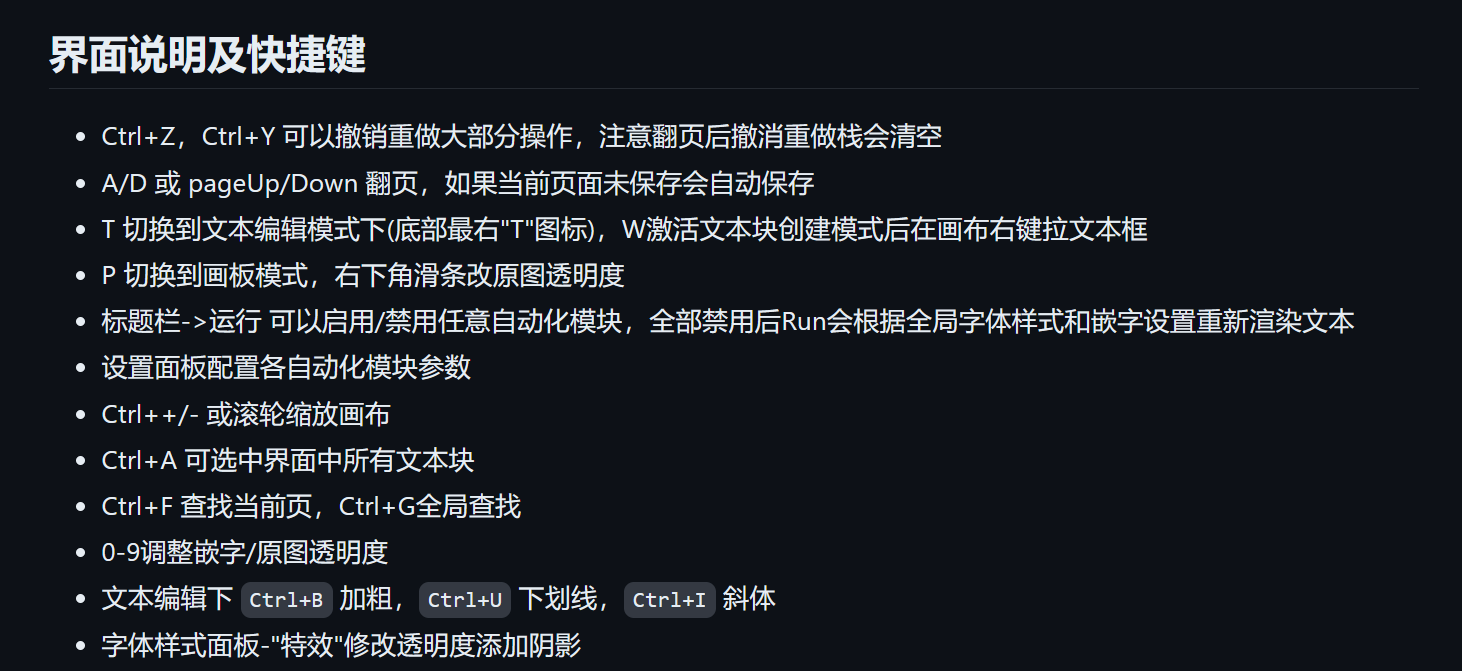 界面说明及快捷键
Ctrl+Z，Ctrl+Y 可以撤销重做大部分操作，注意翻页后撤消重做栈会清空
A/D 或 pageUp/Down 翻页，如果当前页面未保存会自动保存
T 切换到文本编辑模式下(底部最右"T"图标)，W激活文本块创建模式后在画布右键拉文本框
P 切换到画板模式，右下角滑条改原图透明度
标题栏->运行 可以启用/禁用任意自动化模块，全部禁用后Run会根据全局字体样式和嵌字设置重新渲染文本
设置面板配置各自动化模块参数
Ctrl++/- 或滚轮缩放画布
Ctrl+A 可选中界面中所有文本块
Ctrl+F 查找当前页，Ctrl+G全局查找
0-9调整嵌字/原图透明度
文本编辑下 Ctrl+B 加粗，Ctrl+U 下划线，Ctrl+I 斜体
字体样式面板-"特效"修改透明度添加阴影